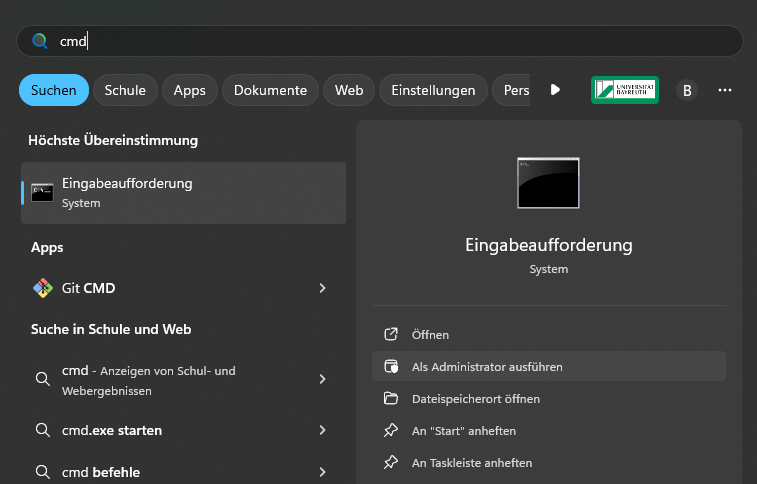 cmd
Suchen
Schule
Apps
Dokumente
Web
Einstellungen
Pers
UNIVERSITÄT
BAYREUTH
B
Höchste Übereinstimmung
Eingabeaufforderung
System
Apps
Git CMD
Suche in Schule und Web
cmd - Anzeigen von Schul- und
Webergebnissen
cmd.exe starten
cmd befehle
Eingabeaufforderung
System
Öffnen
Als Administrator ausführen
Dateispeicherort öffnen
An "Start" anheften
An Taskleiste anheften